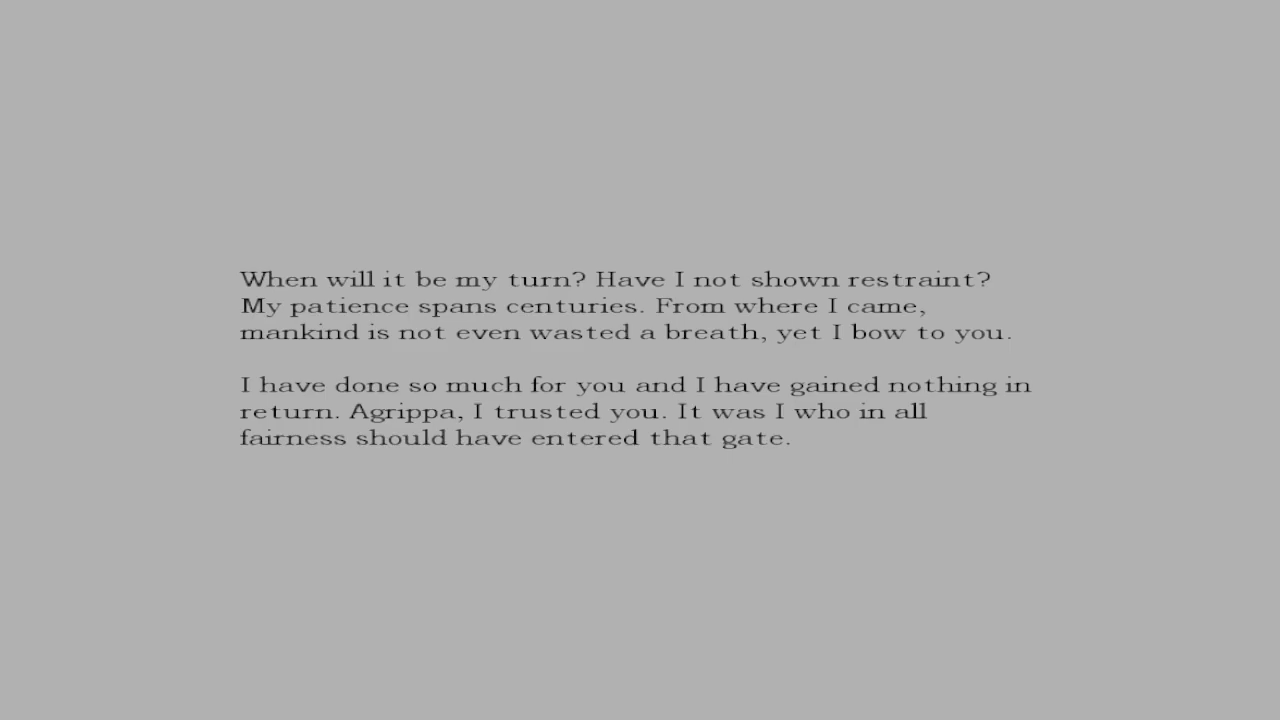 When will it be my turn? Have I not shown restraint?
My patience spans centuries. From where I came,
mankind is not even wasted a breath, yet I bow to you.
I have done so much for you and I have gained nothing in
return. Agrippa, I trusted you. It was I who in all
fairness should have entered that gate.